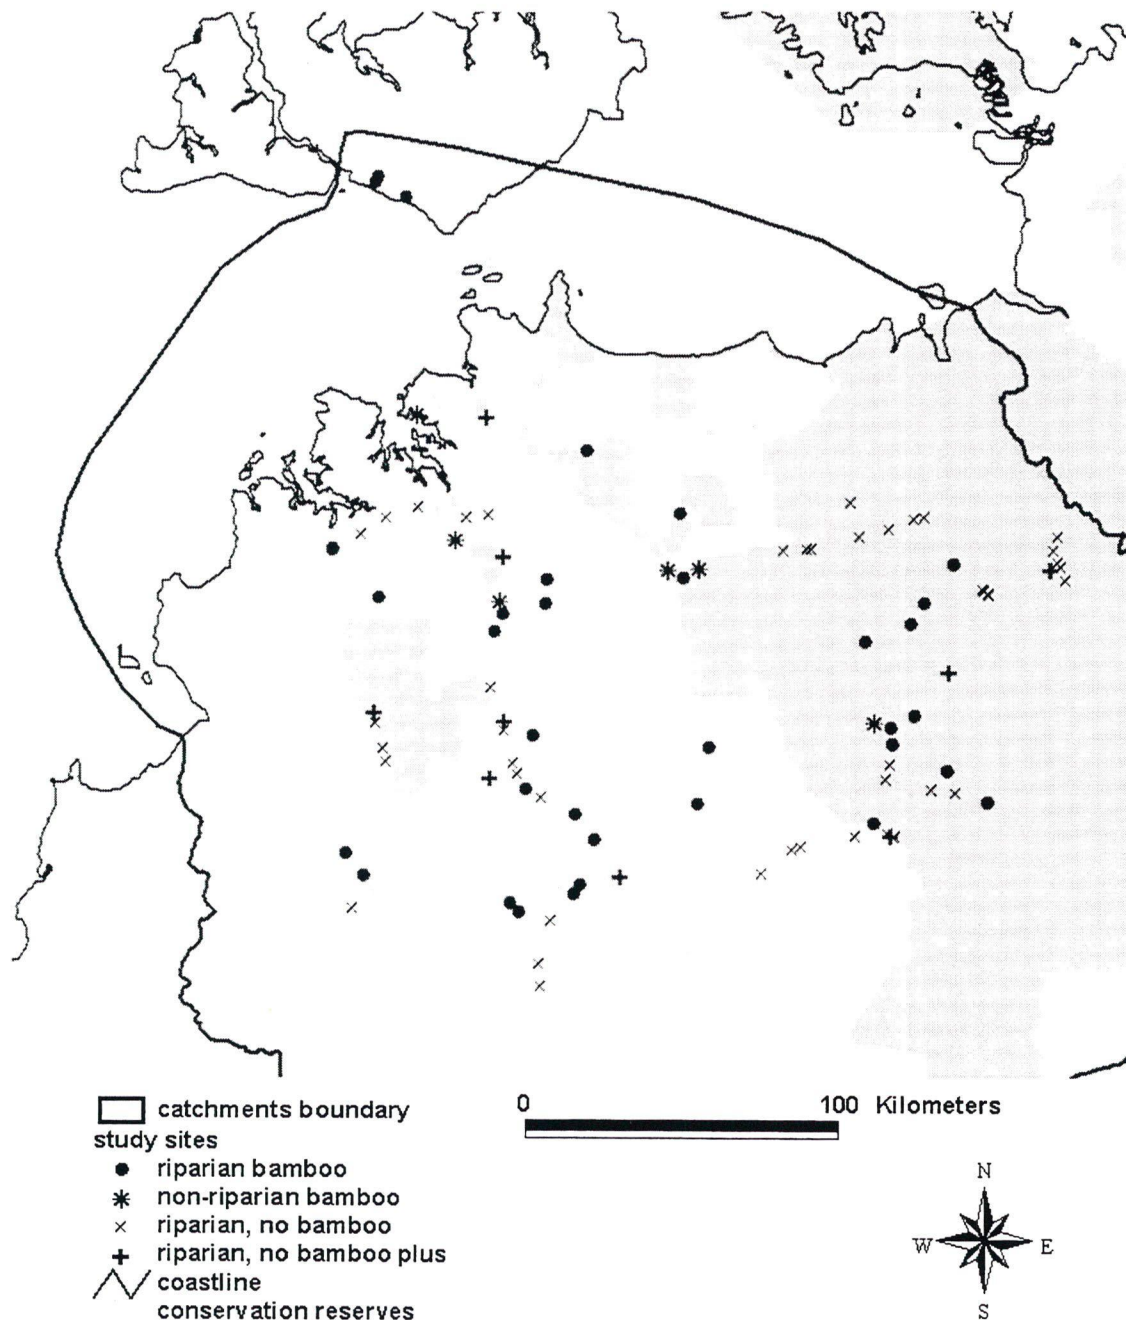 catchments boundary
0 100 Kilometers
study sites
riparian bamboo
non-riparian bamboo
riparian, no bamboo
riparian, no bamboo plus
coastline
conservation reserves
N
W E
S